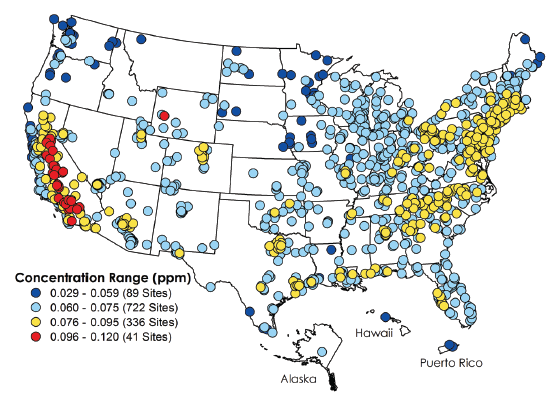 Concentration Range (ppm)
0.029 - 0.059 (89 Sites)
0.060 - 0.075 (722 Sites)
0.076 - 0.095 (336 Sites)
0.096 - 0.120 (41 Sites)
Alaska
Hawaii
Puerto Rico